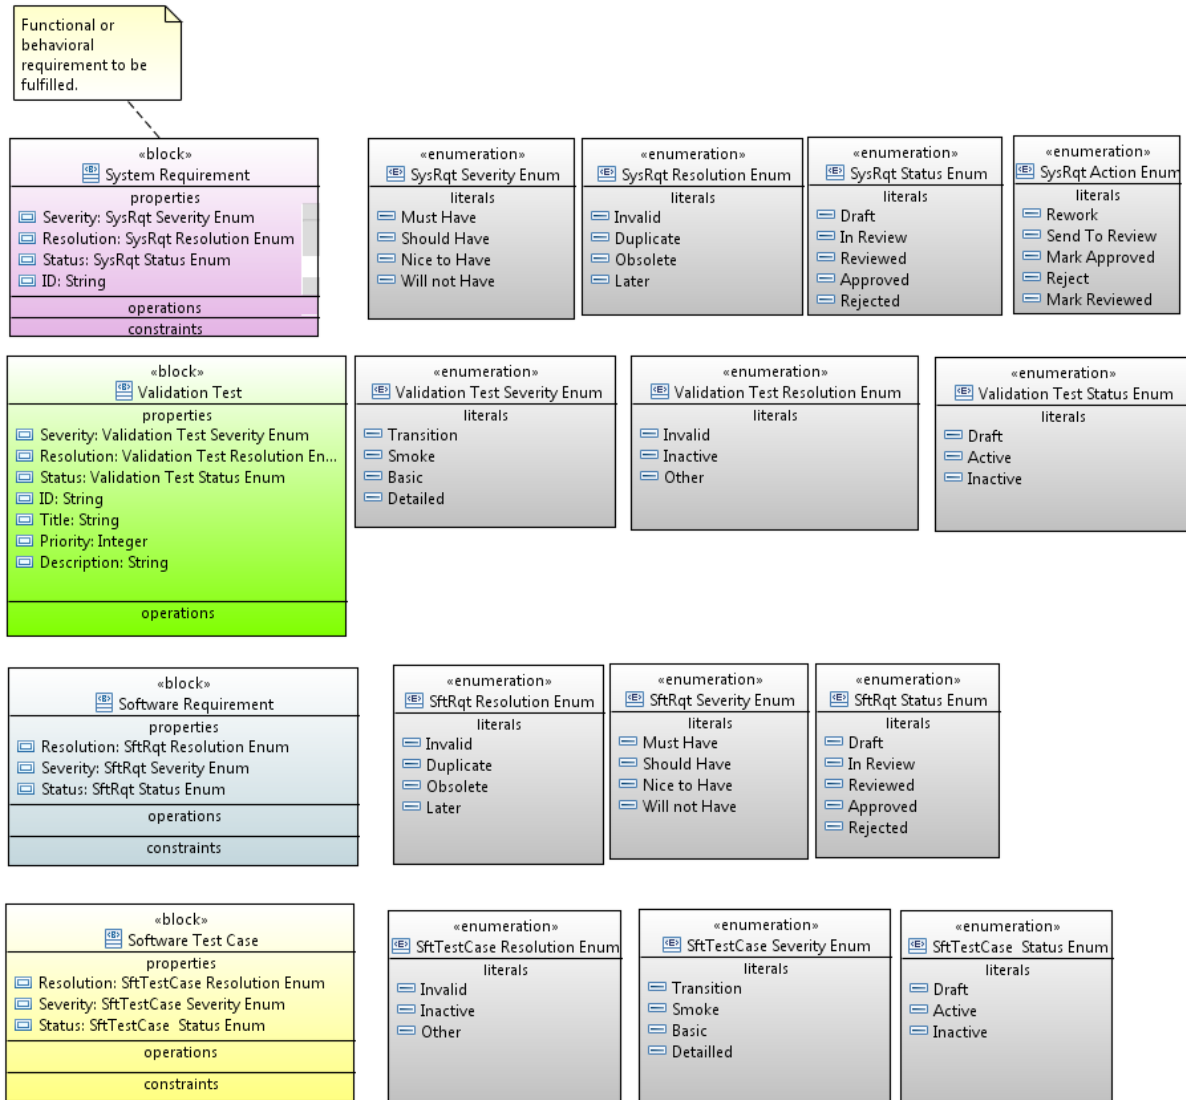 Functional or
behavioral
requirement to be
fulfilled.
«block»
System Requirement
properties
Severity: SysRqt Severity Enum
Resolution: SysRqt Resolution Enum
Status: SysRqt Status Enum
ID: String
operations
constraints
«enumeration»
SysRqt Severity Enum
literals
Must Have
Should Have
Nice to Have
Will not Have
«enumeration»
SysRqt Resolution Enum
literals
Invalid
Duplicate
Obsolete
Later
«enumeration»
SysRqt Status Enum
literals
Draft
In Review
Reviewed
Approved
Rejected
«enumeration»
SysRqt Action Enum
literals
Rework
Send To Review
Mark Approved
Reject
Mark Reviewed
«block»
Validation Test
properties
Severity: Validation Test Severity Enum
Resolution: Validation Test Resolution En...
Status: Validation Test Status Enum
ID: String
Title: String
Priority: Integer
Description: String
operations
«enumeration»
Validation Test Severity Enum
literals
Transition
Smoke
Basic
Detailed
«enumeration»
Validation Test Resolution Enum
literals
Invalid
Inactive
Other
«enumeration»
Validation Test Status Enum
literals
Draft
Active
Inactive
«block»
Software Requirement
properties
Resolution: SftRqt Resolution Enum
Severity: SftRqt Severity Enum
Status: SftRqt Status Enum
operations
constraints
«enumeration»
SftRqt Resolution Enum
literals
Invalid
Duplicate
Obsolete
Later
«enumeration»
SftRqt Severity Enum
literals
Must Have
Should Have
Nice to Have
Will not Have
«enumeration»
SftRqt Status Enum
literals
Draft
In Review
Reviewed
Approved
Rejected
«block»
Software Test Case
properties
Resolution: SftTestCase Resolution Enum
Severity: SftTestCase Severity Enum
Status: SftTestCase  Status Enum
operations
constraints
«enumeration»
SftTestCase Resolution Enum
literals
Invalid
Inactive
Other
«enumeration»
SftTestCase Severity Enum
literals
Transition
Smoke
Basic
Detailled
«enumeration»
SftTestCase  Status Enum
literals
Draft
Active
Inactive